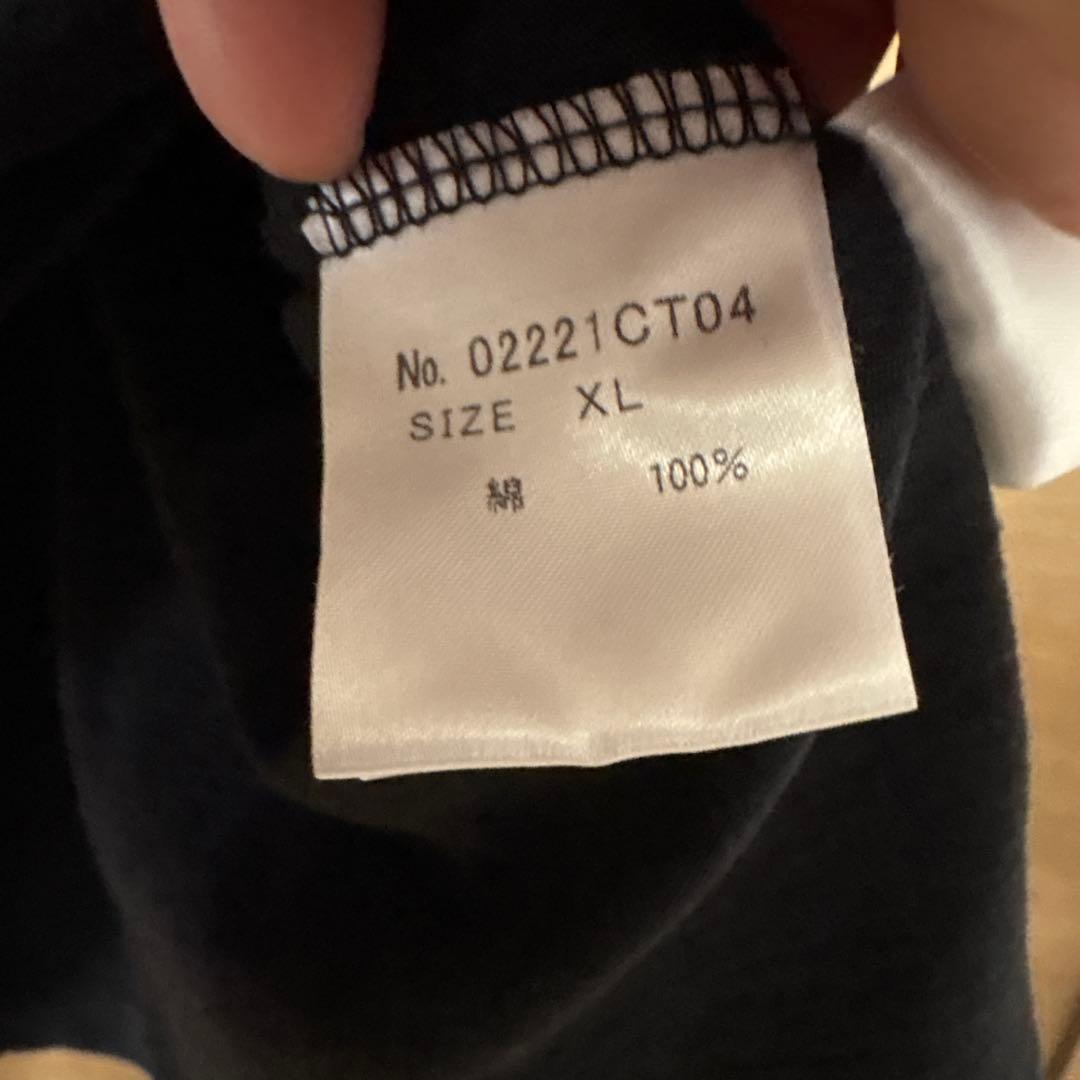 No. 02221CT04
SIZE XL
綿 100%